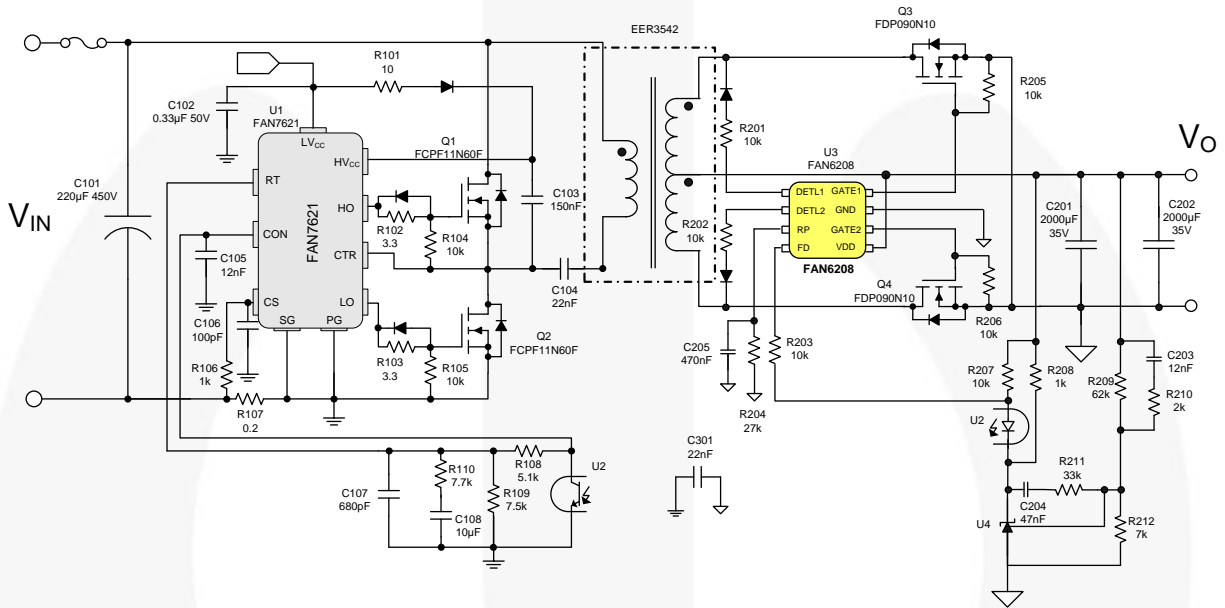 EER3542
Q3
FDP090N10
R101
10
C102
0.33µF 50V
U1
FAN7621
LVCC
HVCC
RT
HO
CON
CTR
CS
LO
SG
PG
FAN7621
C101
220µF 450V
VIN
Q1
FCPF11N60F
R102
3.3
R104
10k
C103
150nF
C104
22nF
C105
12nF
C106
100pF
R106
1k
R107
0.2
R103
3.3
R105
10k
Q2
FCPF11N60F
R201
10k
R202
10k
U3
FAN6208
DETL1
GATE1
DETL2
GND
RP
GATE2
FD
VDD
FAN6208
R205
10k
VO
C201
2000µF
35V
C202
2000µF
35V
Q4
FDP090N10
R206
10k
C205
470nF
R203
10k
R204
27k
R207
10k
R208
1k
R209
62k
C203
12nF
R210
2k
U2
R211
33k
C204
47nF
U4
R212
7k
C301
22nF
C107
680pF
R110
7.7k
C108
10µF
R109
7.5k
R108
5.1k
U2